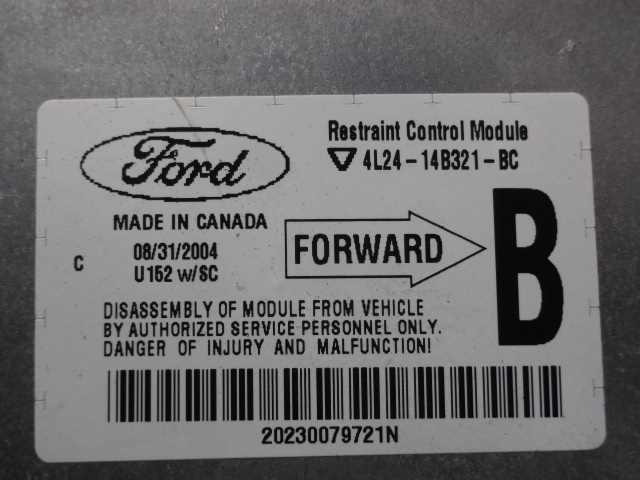 Ford
Restraint Control Module
4L24-14B321-BC
MADE IN CANADA
08/31/2004
C
U152 w/SC
FORWARD
B
DISASSEMBLY OF MODULE FROM VEHICLE
BY AUTHORIZED SERVICE PERSONNEL ONLY.
DANGER OF INJURY AND MALFUNCTION!
20230079721N